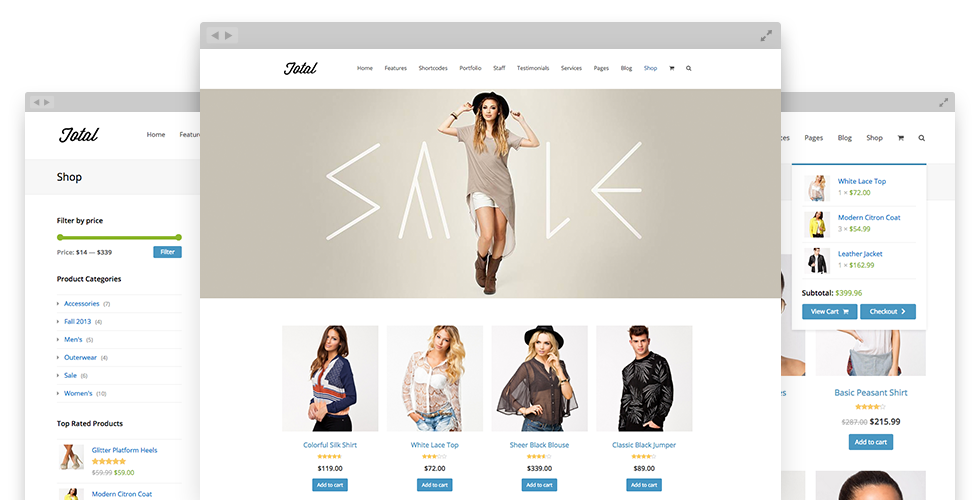 Total
Home Features Shortcodes Portfolio Staff Testimonials Services Pages Blog Shop
SALE
Colorful Silk Shirt
$119.00
Add to cart
White Lace Top
$72.00
Add to cart
Sheer Black Blouse
$339.00
Add to cart
Classic Black Jumper
$89.00
Add to cart
Total
Home
Shop
Filter by price
Price: $14 — $339
Filter
Product Categories
Accessories (7)
Fall 2013 (4)
Men's (5)
Outerwear (4)
Sale (6)
Women's (10)
Top Rated Products
Glitter Platform Heels
$59.99 $59.00
Modern Citron Coat
Pages Blog Shop
White Lace Top
1 × $72.00
Modern Citron Coat
3 × $54.99
Leather Jacket
1 × $162.99
Subtotal: $399.96
View Cart
Checkout
Basic Peasant Shirt
$287.00 $215.99
Add to cart